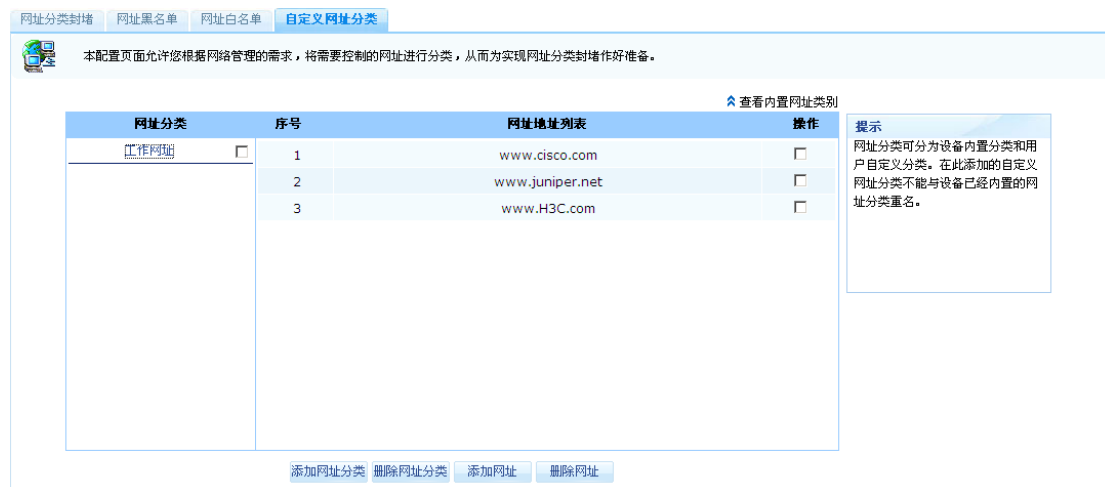 网址分类封堵 网址黑名单 网址白名单 自定义网址分类
本配置页面允许您根据网络管理的需求，将需要控制的网址进行分类，从而为实现网址分类封堵作好准备。
查看内置网址类别
网址分类 序号 网址地址列表 操作
工作网址
1 www.cisco.com
2 www.juniper.net
3 www.H3C.com
提示
网址分类可分为设备内置分类和用
户自定义分类。在此添加的自定义
网址分类不能与设备已经内置的网
址分类重名。
添加网址分类 删除网址分类 添加网址 删除网址